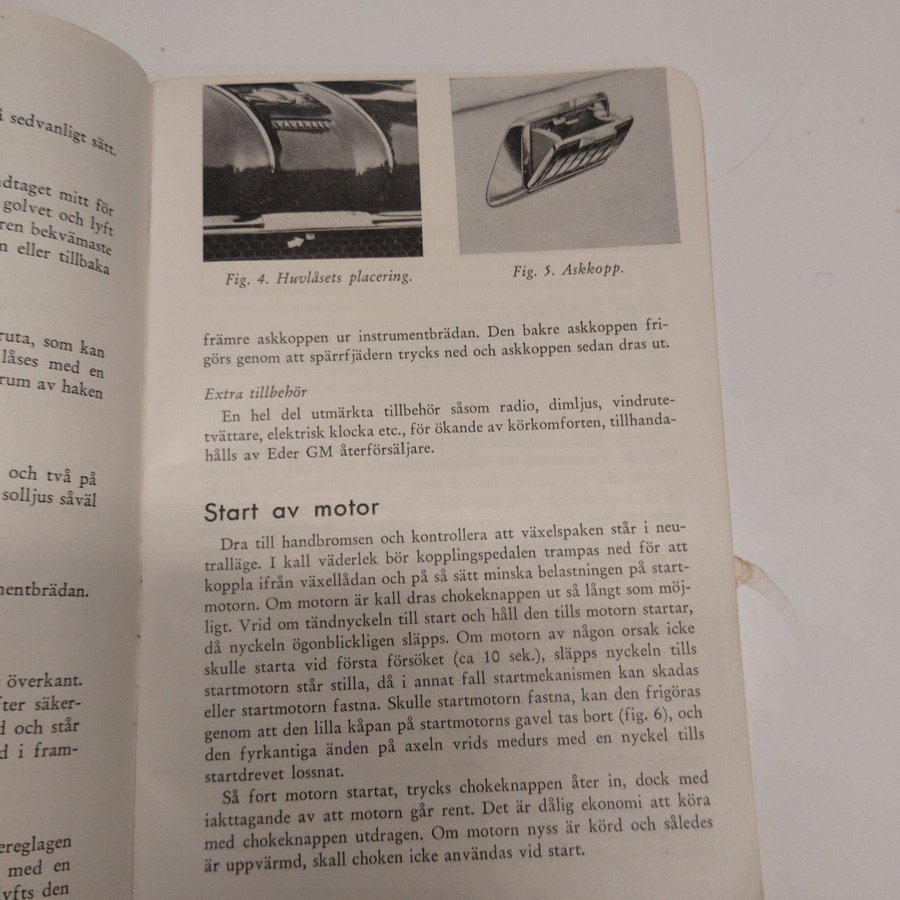 i sedvanligt sätt.
dtaget mitt för
golvet och lyft
ren bekvämaste
n eller tillbaka
ruta, som kan
låses med en
rum av haken
och två på
solljus såväl
nentbrädan.
överkant.
fter säker-
d och står
d i fram-
ereglagen
med en
lyfts den
VAUXHALL
Fig. 4. Huvlåsets placering.
Fig. 5. Askkopp.
främre askkoppen ur instrumentbrädan. Den bakre askkoppen fri-
görs genom att spärrfjädern trycks ned och askkoppen sedan dras ut.
Extra tillbehör
En hel del utmärkta tillbehör såsom radio, dimljus, vindrute-
tvättare, elektrisk klocka etc., för ökande av körkomforten, tillhanda-
hålls av Eder GM återförsäljare.
Start av motor
Dra till handbromsen och kontrollera att växelspaken står i neu-
tralläge. I kall väderlek bör kopplingspedalen trampas ned för att
koppla ifrån växellådan och på så sätt minska belastningen på start-
motorn. Om motorn är kall dras chokeknappen ut så långt som möj-
ligt. Vrid om tändnyckeln till start och håll den tills motorn startar,
då nyckeln ögonblickligen släpps. Om motorn av någon orsak icke
skulle starta vid första försöket (ca 10 sek.), släpps nyckeln tills
startmotorn står stilla, då i annat fall startmekanismen kan skadas
eller startmotorn fastna. Skulle startmotorn fastna, kan den frigöras
genom att den lilla kåpan på startmotorns gavel tas bort (fig. 6), och
den fyrkantiga änden på axeln vrids medurs med en nyckel tills
startdrevet lossnat.
Så fort motorn startat, trycks chokeknappen åter in, dock med
iakttagande av att motorn går rent. Det är dålig ekonomi att köra
med chokeknappen utdragen. Om motorn nyss är körd och således
är uppvärmd, skall choken icke användas vid start.